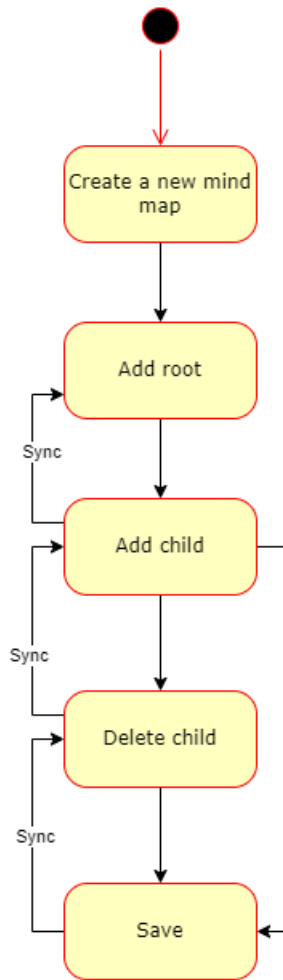 Create a new mind
map
Add root
Sync
Add child
Sync
Delete child
Sync
Save